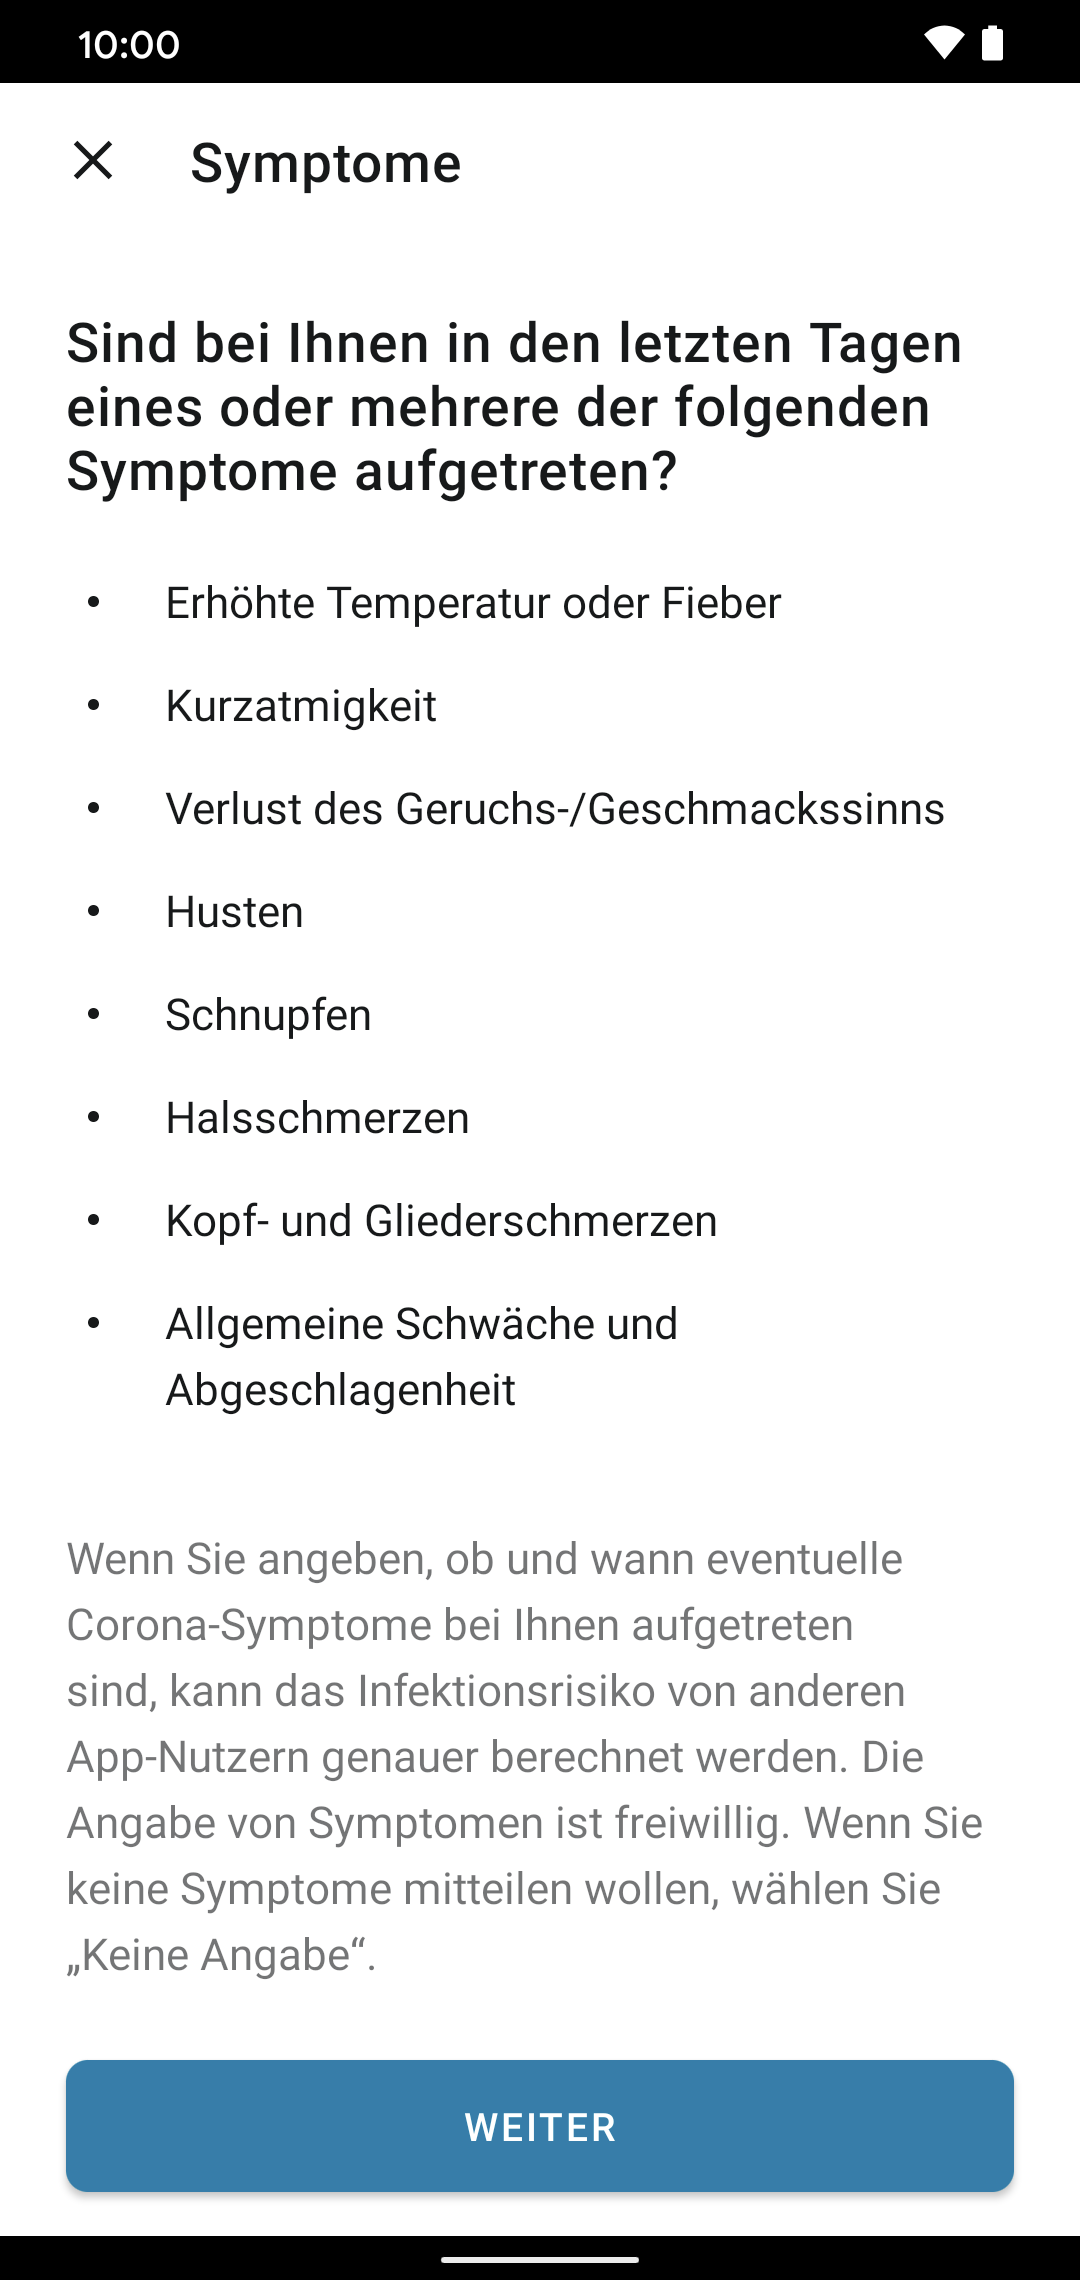 10:00
Symptome
Sind bei Ihnen in den letzten Tagen
eines oder mehrere der folgenden
Symptome aufgetreten?
• Erhöhte Temperatur oder Fieber
• Kurzatmigkeit
• Verlust des Geruchs-/Geschmackssinns
• Husten
• Schnupfen
• Halsschmerzen
• Kopf- und Gliederschmerzen
• Allgemeine Schwäche und
Abgeschlagenheit
Wenn Sie angeben, ob und wann eventuelle
Corona-Symptome bei Ihnen aufgetreten
sind, kann das Infektionsrisiko von anderen
App-Nutzern genauer berechnet werden. Die
Angabe von Symptomen ist freiwillig. Wenn Sie
keine Symptome mitteilen wollen, wählen Sie
„Keine Angabe“.
WEITER